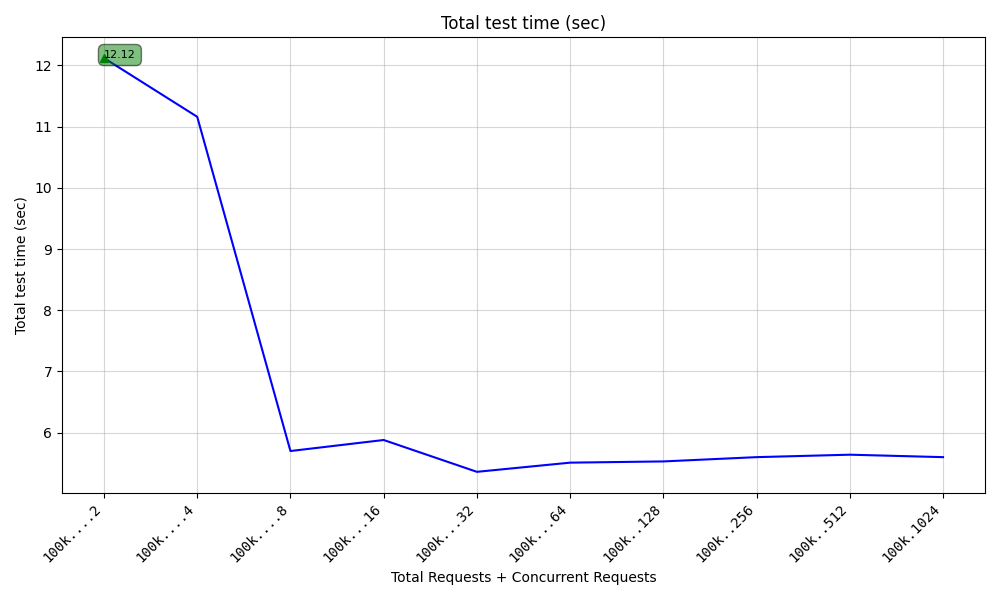 Total test time (sec)
12.12
Total test time (sec)
12
11
10
9
8
7
6
100k....2
100k....4
100k....8
100k...16
100k...32
100k...64
100k..128
100k..256
100k..512
100k.1024
Total Requests + Concurrent Requests